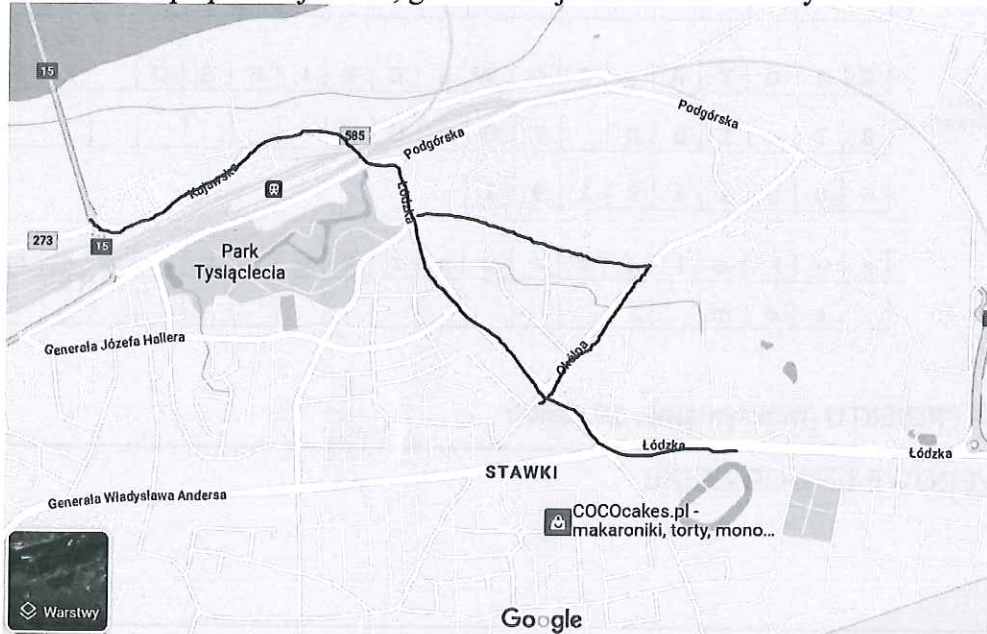 15
585
Podgórska
Podgórska
Kujawska
Łódzka
273
15
Park
Tysiąclecia
Generała Józefa Hallera
Okólna
Łódzka
Łódzka
STAWKI
Generała Władysława Andersa
COCOcakes.pl -
makaroniki, torty, mono...
Warstwy
Google